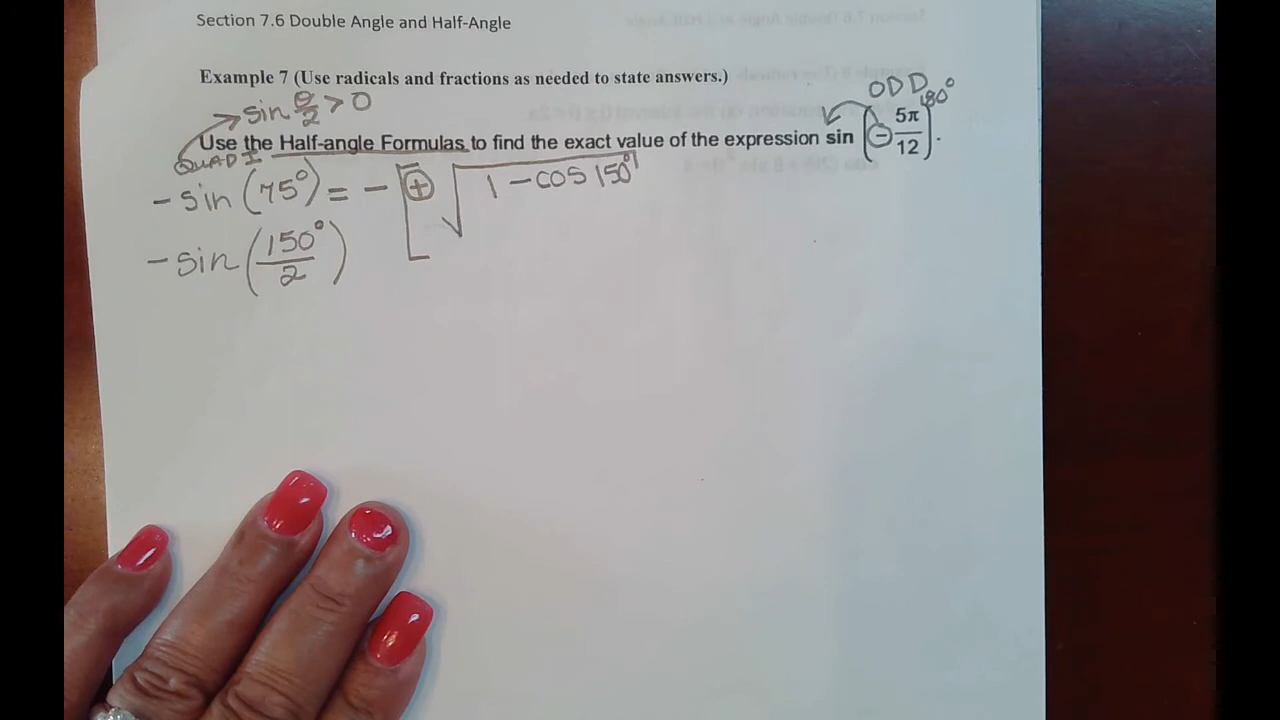 Section 7.6 Double Angle and Half-Angle
Example 7 (Use radicals and fractions as needed to state answers.)
ODD
→ sin θ/2 > 0
180°
Use the Half-angle Formulas to find the exact value of the expression sin (−5π/12).
QUAD I
−sin(75°) = −[⊕√1−cos 150°
−sin(150°/2)